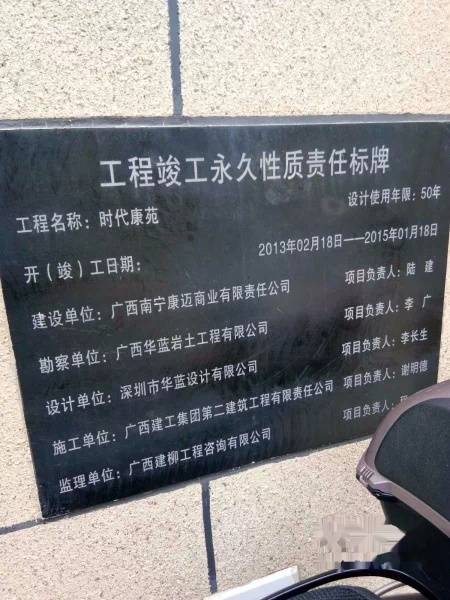 工程竣工永久性质责任标牌
设计使用年限：50年
工程名称：时代康苑
开（竣）工日期： 2013年02月18日——2015年01月18日
建设单位：广西南宁康迈商业有限责任公司 项目负责人：陆 建
勘察单位：广西华蓝岩土工程有限公司 项目负责人：李 广
设计单位：深圳市华蓝设计有限公司 项目负责人：李长生
施工单位：广西建工集团第二建筑工程有限责任公司 项目负责人：谢明德
监理单位：广西建柳工程咨询有限公司 项目负责人：